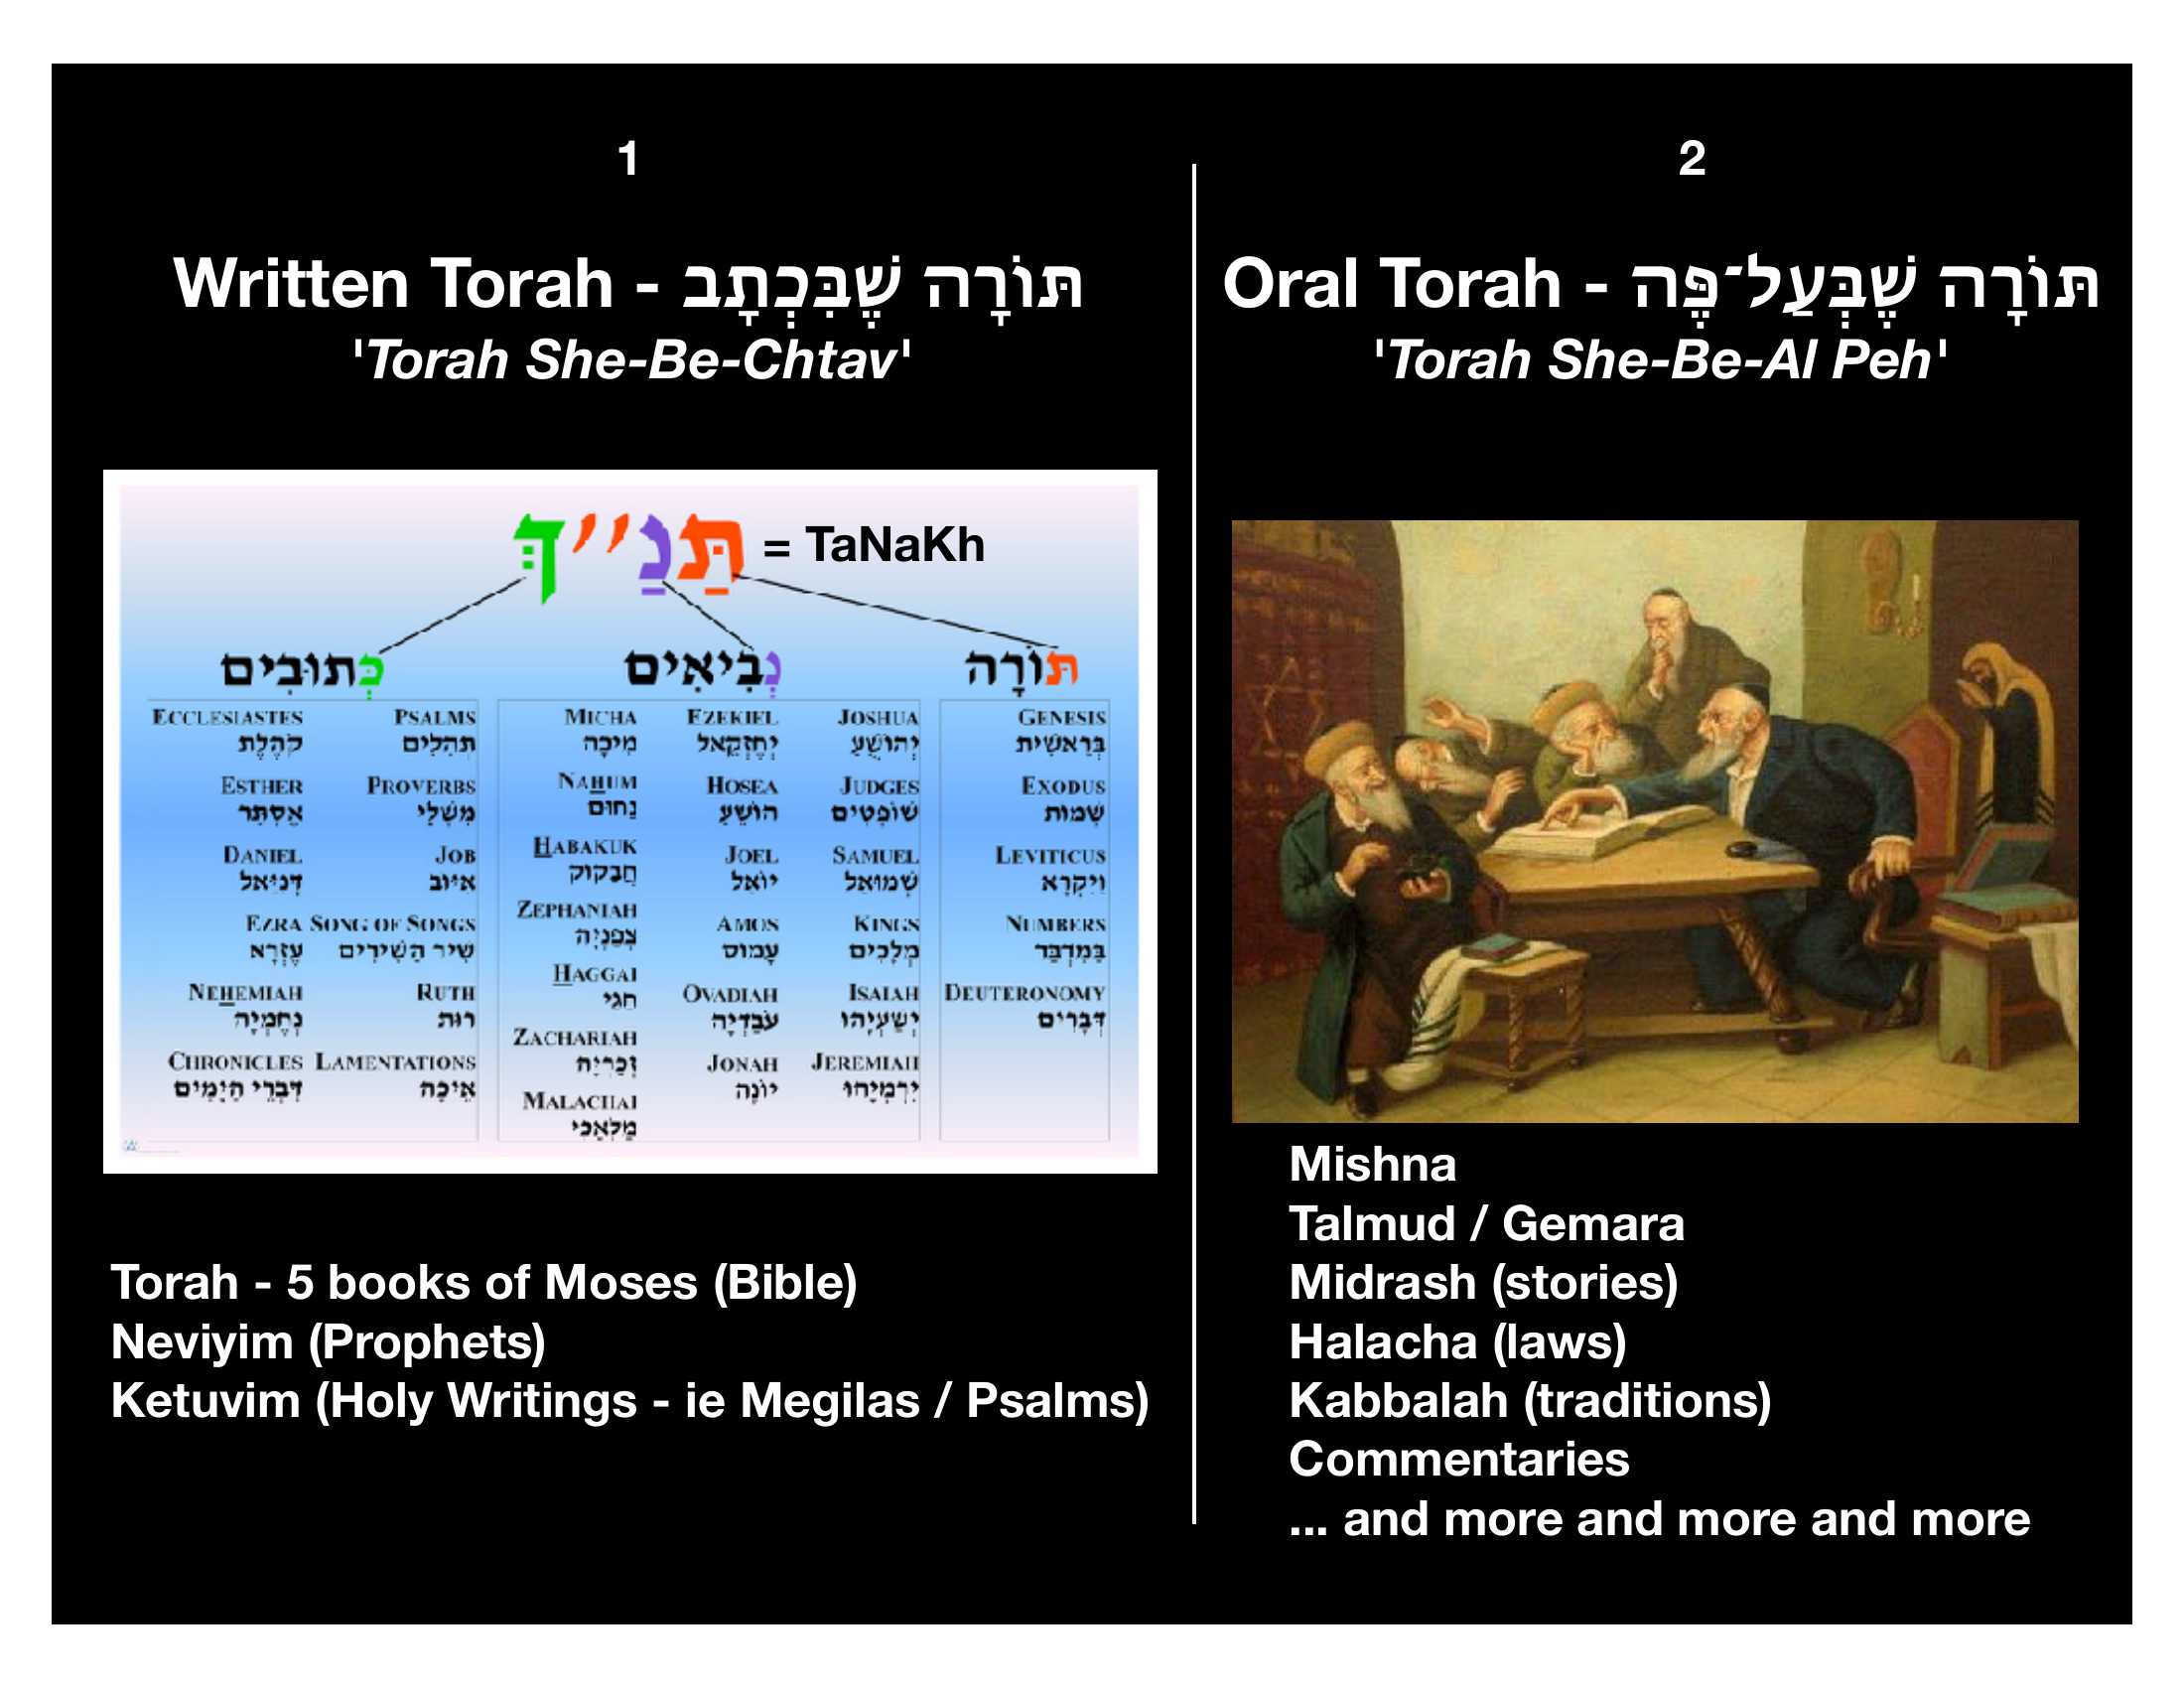 1
Written Torah - תּוֹרָה שֶׁבִּכְתָב
'Torah She-Be-Chtav'
תַּנַ״ךְּ = TaNaKh
תּוֹרָה
GENESIS
בְּרֵאשִׁית
EXODUS
שְׁמוֹת
LEVITICUS
וַיִּקְרָא
NUMBERS
בַּמִדְבַּר
DEUTERONOMY
דְּבָרִים
נְבִיאִים
JOSHUA
יְהוֹשֻׁעַ
JUDGES
שׁוֹפְטִים
SAMUEL
שְׁמוּאֵל
KINGS
מְלָכִים
ISAIAH
יְשַׁעְיָהוּ
JEREMIAH
יִרְמְיָהוּ
EZEKIEL
יְחֶזְקֵאל
HOSEA
הוֹשֵׁעַ
JOEL
יוֹאֵל
AMOS
עָמוֹס
OVADIAH
עֹבַדְיָה
JONAH
יוֹנָה
MICHA
מִיכָה
NAHUM
נַחוּם
HABAKUK
חֲבַקּוּק
ZEPHANIAH
צְפַנְיָה
HAGGAI
חַגַּי
ZACHARIAH
זְכַרְיָה
MALACHAI
מַלְאָכִי
כְּתוּבִים
PSALMS
תְּהִלִּים
PROVERBS
מִשְׁלֵי
JOB
אִיּוֹב
SONG OF SONGS
שִׁיר הַשִּׁירִים
RUTH
רוּת
LAMENTATIONS
אֵיכָה
ECCLESIASTES
קֹהֶלֶת
ESTHER
אֶסְתֵּר
DANIEL
דָּנִיֵּאל
EZRA
עֶזְרָא
NEHEMIAH
נְחֶמְיָה
CHRONICLES
דִּבְרֵי הַיָּמִים
Torah - 5 books of Moses (Bible)
Neviyim (Prophets)
Ketuvim (Holy Writings - ie Megilas / Psalms)
2
Oral Torah - תּוֹרָה שֶׁבְּעַל־פֶּה
'Torah She-Be-Al Peh'
Mishna
Talmud / Gemara
Midrash (stories)
Halacha (laws)
Kabbalah (traditions)
Commentaries
... and more and more and more